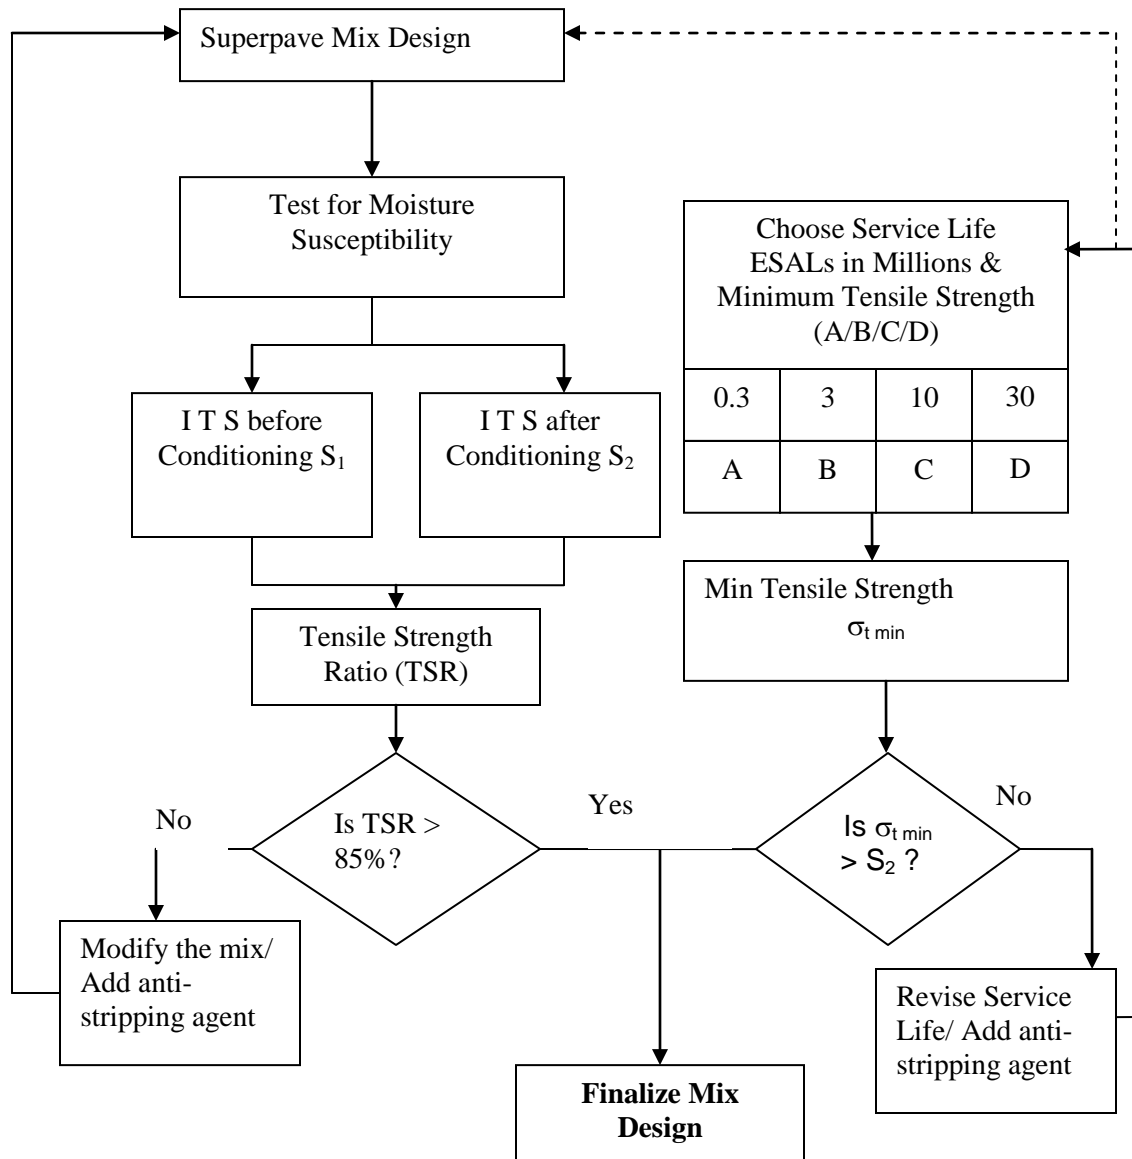 Superpave Mix Design
Test for Moisture
Susceptibility
Choose Service Life
ESALs in Millions &
Minimum Tensile Strength
(A/B/C/D)
0.3 3 10 30
A B C D
I T S before
Conditioning S₁
I T S after
Conditioning S₂
Min Tensile Strength
σt min
Tensile Strength
Ratio (TSR)
No
Is TSR >
85%?
Yes
Is σt min
> S₂ ?
No
Modify the mix/
Add anti-
stripping agent
Revise Service
Life/ Add anti-
stripping agent
Finalize Mix
Design